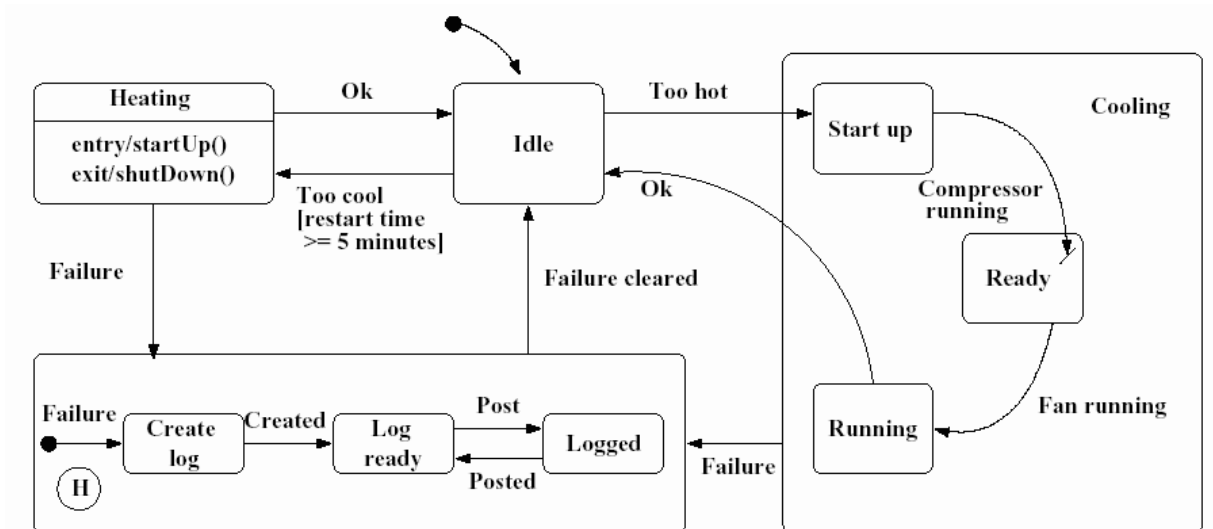 Heating
entry/startUp()
exit/shutDown()
Ok
Idle
Too hot
Start up
Cooling
Too cool
[restart time
>= 5 minutes]
Ok
Compressor
running
Ready
Failure
Failure cleared
Fan running
Running
Failure
Failure
Create
log
Created
Log
ready
Post
Posted
Logged
H